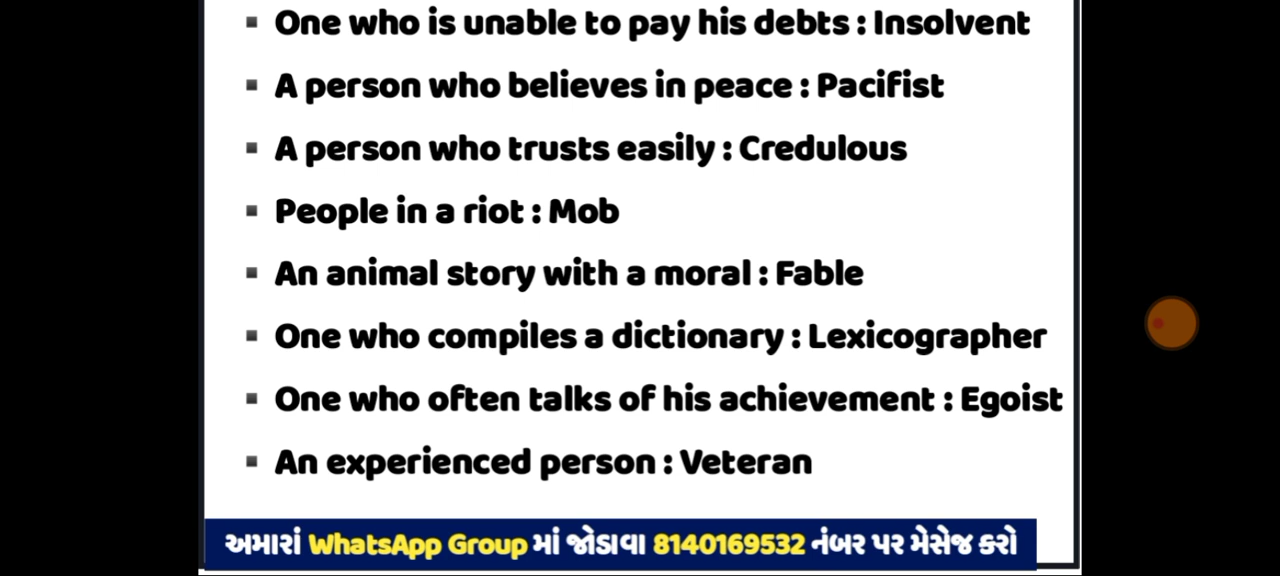 ▪ One who is unable to pay his debts : Insolvent
▪ A person who believes in peace : Pacifist
▪ A person who trusts easily : Credulous
▪ People in a riot : Mob
▪ An animal story with a moral : Fable
▪ One who compiles a dictionary : Lexicographer
▪ One who often talks of his achievement : Egoist
▪ An experienced person : Veteran
અમારાં WhatsApp Group માં જોડાવા 8140169532 નંબર પર મેસેજ કરો